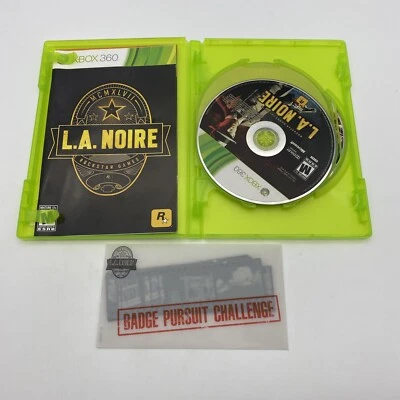 XBOX 360
MCMXLVII
L.A. NOIRE
ROCKSTAR GAMES
R
M
L.A. NOIRE
XBOX 360
M
BADGE PURSUIT CHALLENGE